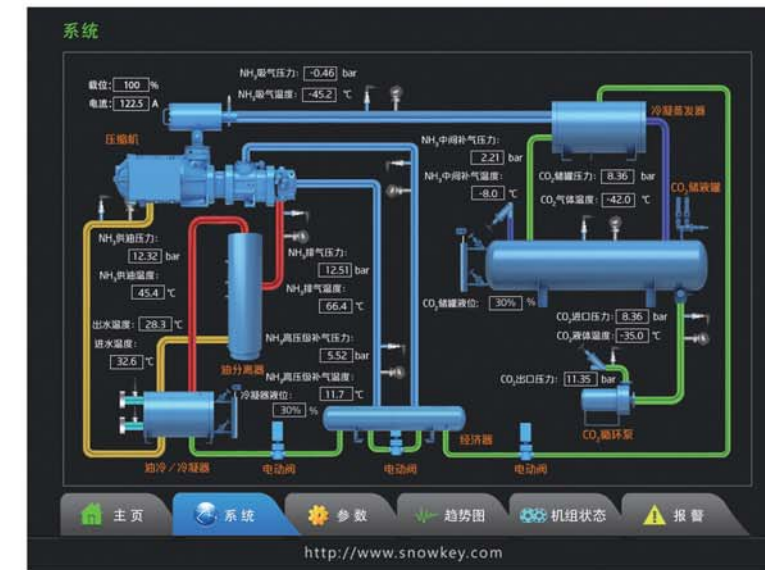 系统
NH₃吸气压力: -0.46 bar
载位: 100 %
NH₃吸气温度: -45.2 ℃
电流: 122.5 A
冷凝蒸发器
压缩机
NH₃中间补气压力:
2.21 bar
NH₃中间补气温度:
-8.0 ℃
CO₂储罐压力: 8.36 bar
CO₂气体温度: -42.0 ℃
CO₂储液罐
NH₃供油压力:
12.32 bar
NH₃供油温度:
45.4 ℃
NH₃排气压力:
12.51 bar
NH₃排气温度:
66.4 ℃
CO₂储罐液位: 30% %
CO₂进口压力: 8.36 bar
CO₂液体温度: -35.0 ℃
出水温度: 28.3 ℃
进水温度:
32.6 ℃
油分离器
NH₃高压级补气压力:
5.52 bar
NH₃高压级补气温度:
11.7 ℃
冷凝器液位:
30% %
CO₂出口压力: 11.35 bar
CO₂循环泵
经济器
油冷/冷凝器
电动阀
电动阀
电动阀
主页
系统
参数
趋势图
机组状态
报警
http://www.snowkey.com